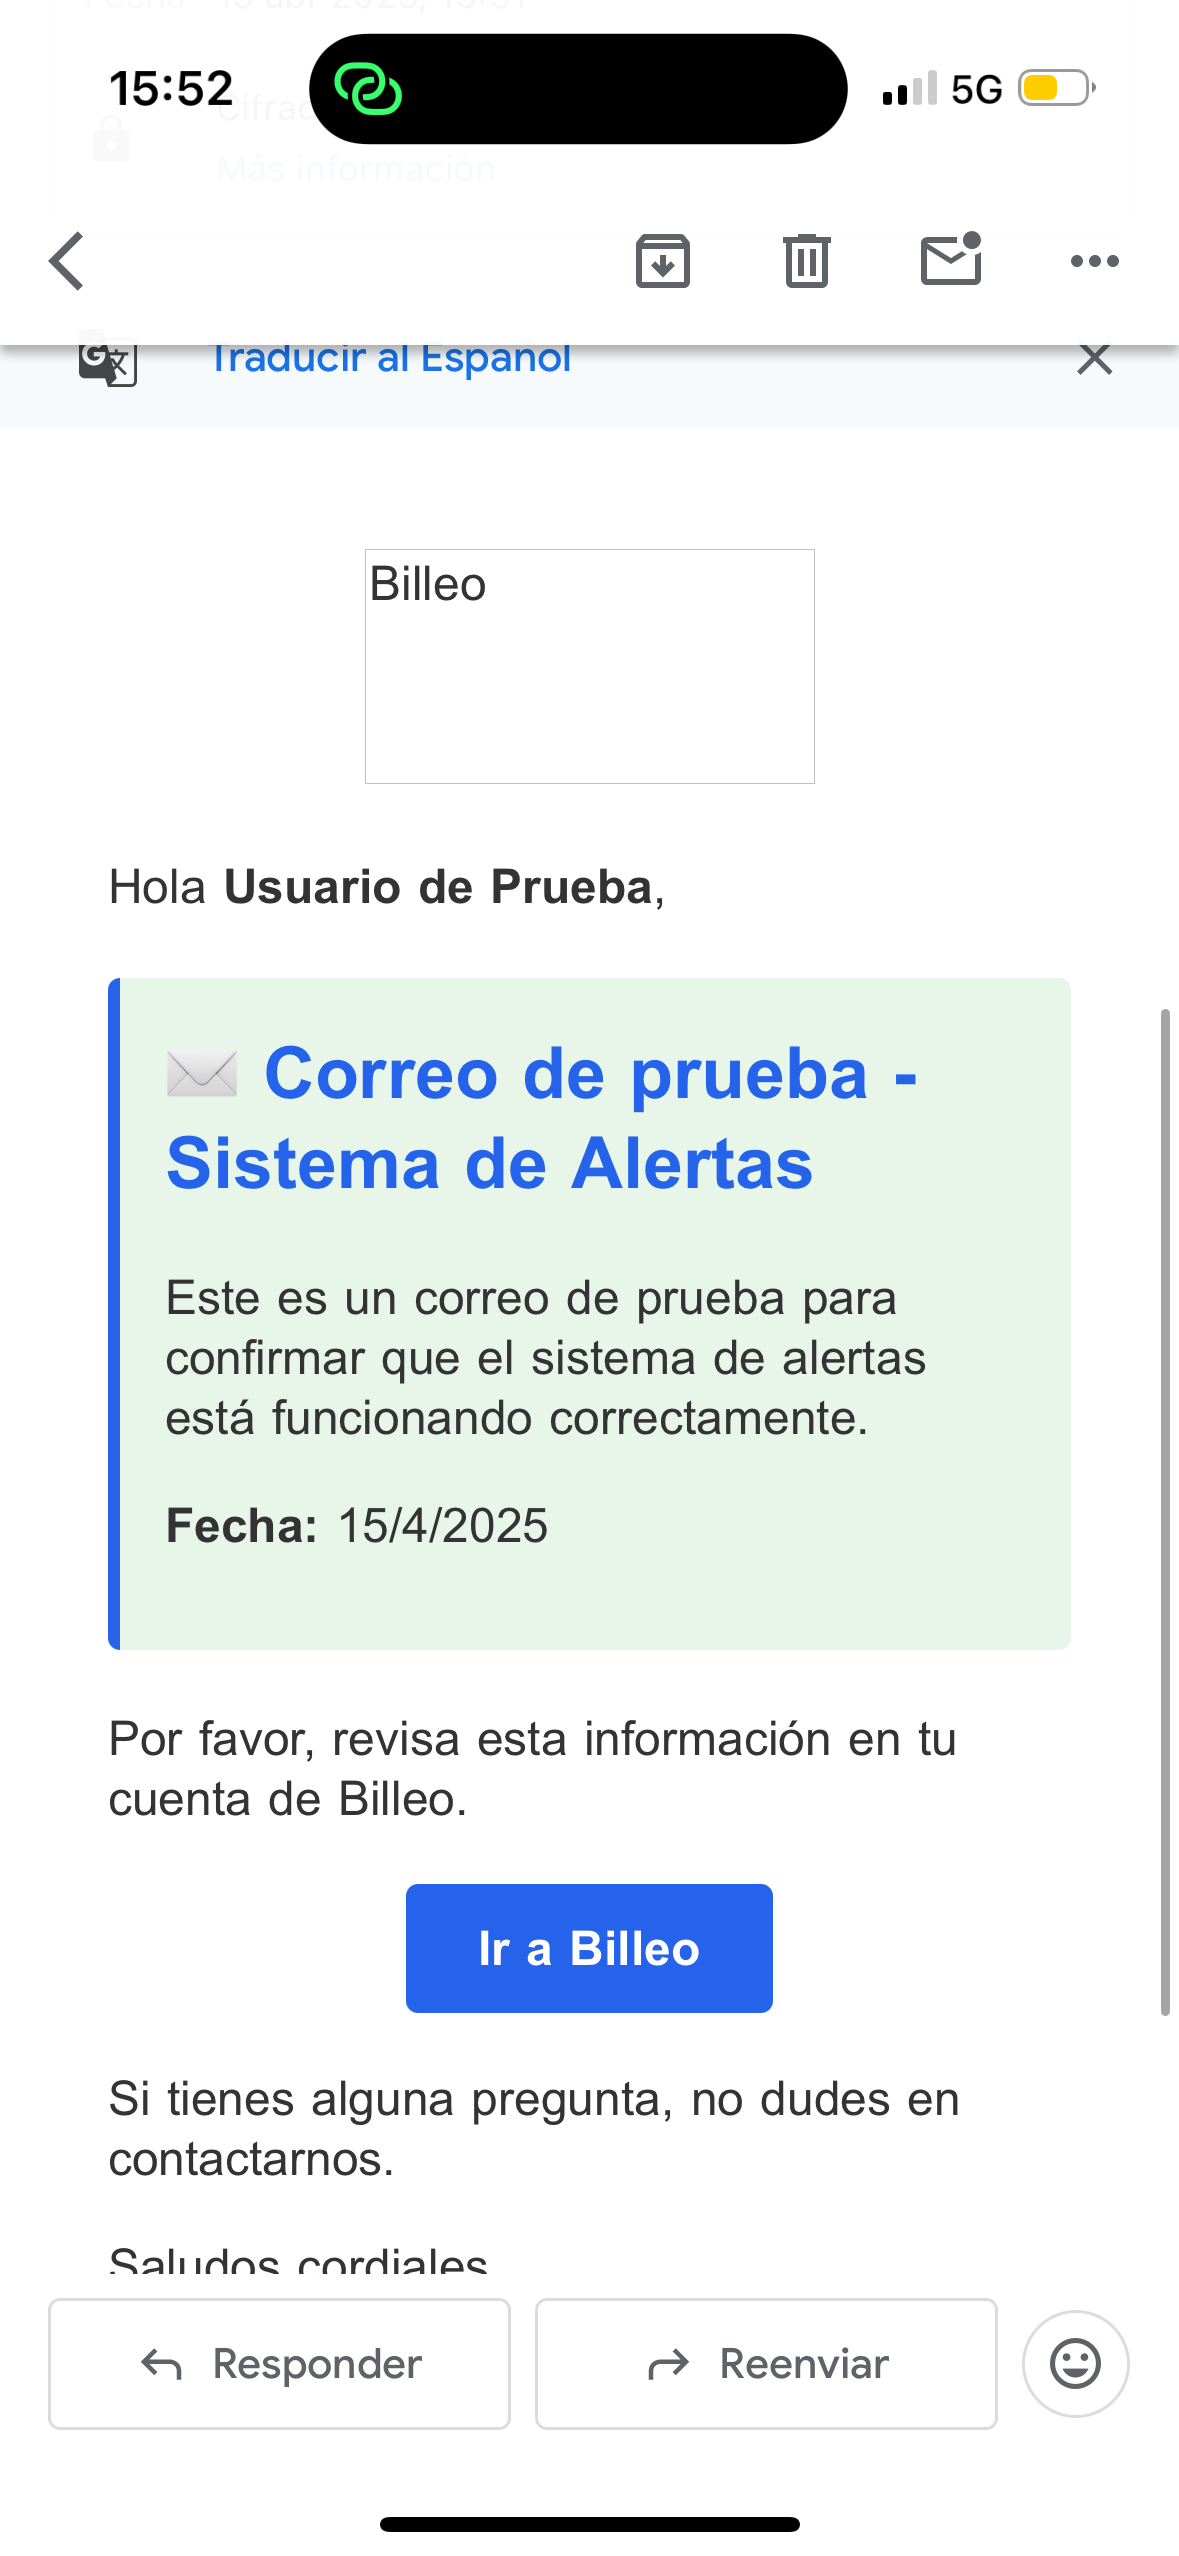 15:52
5G
Más información
Traducir al Español
Billeo
Hola Usuario de Prueba,
Correo de prueba -
Sistema de Alertas
Este es un correo de prueba para
confirmar que el sistema de alertas
está funcionando correctamente.
Fecha: 15/4/2025
Por favor, revisa esta información en tu
cuenta de Billeo.
Ir a Billeo
Si tienes alguna pregunta, no dudes en
contactarnos.
Saludos cordiales
Responder
Reenviar